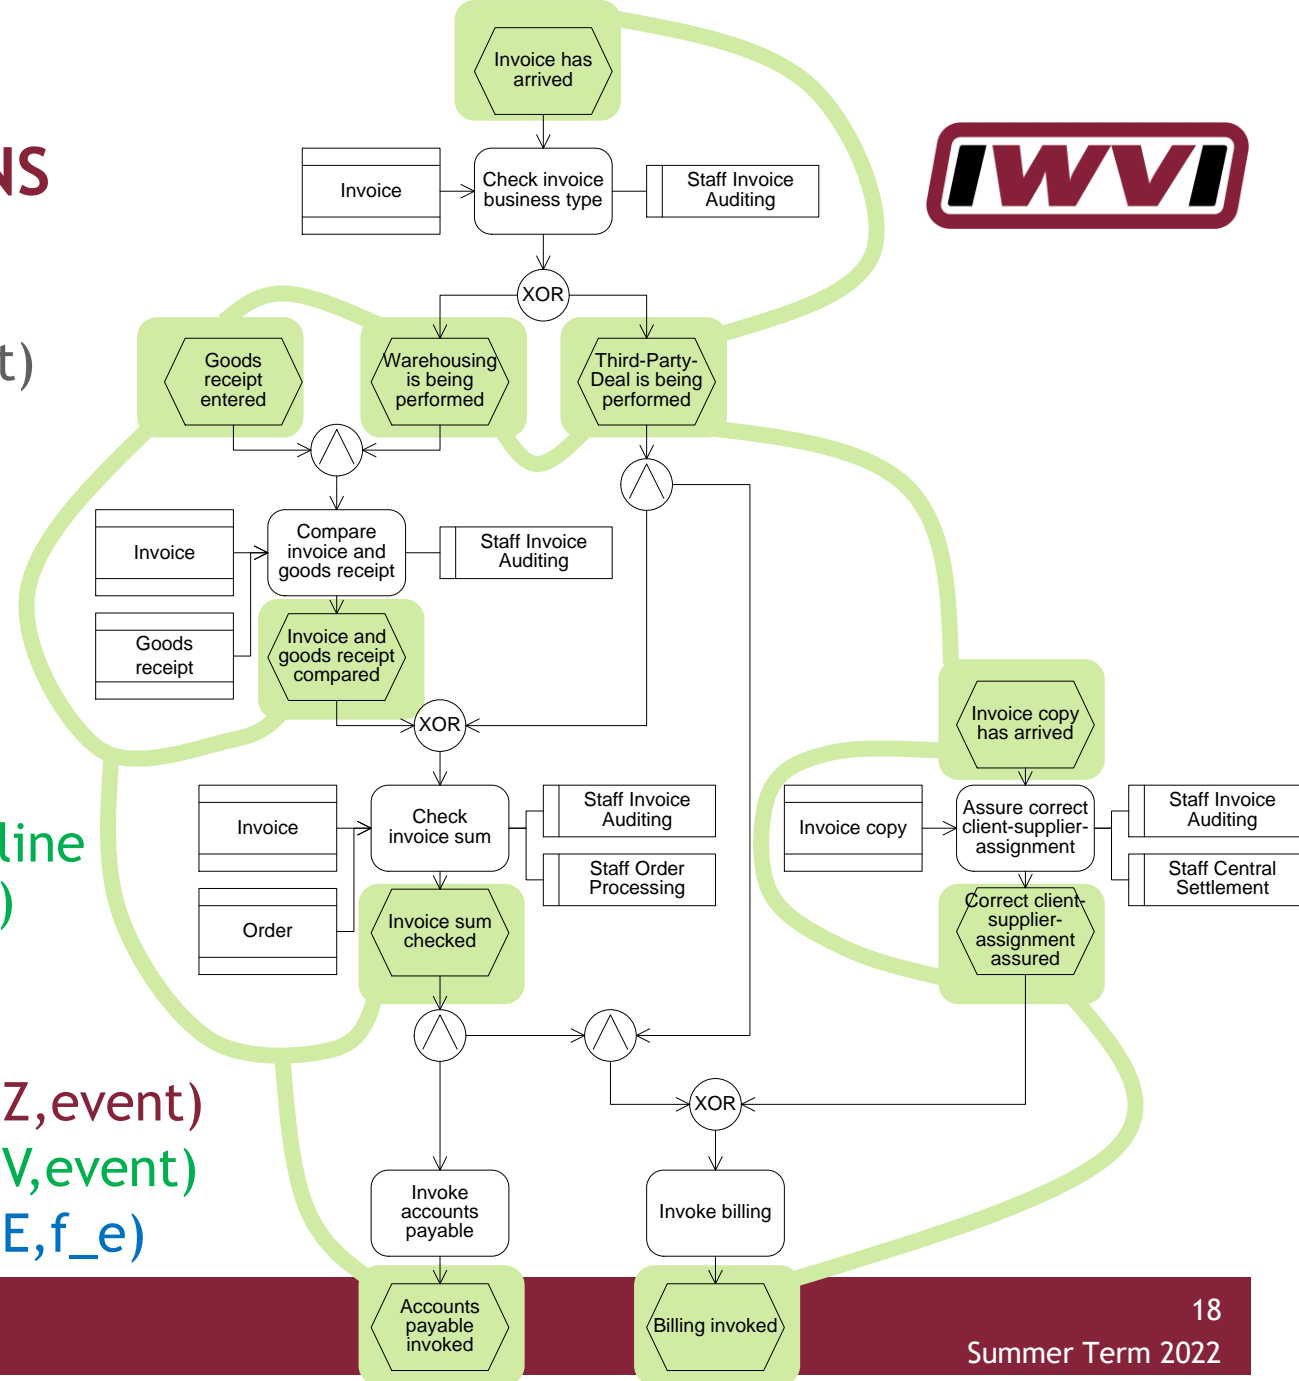 Invoice has
arrived
NS
IWVI
Invoice
Check invoice
business type
Staff Invoice
Auditing
XOR
t)
Goods
receipt
entered
Warehousing
is being
performed
Third-Party-
Deal is being
performed
Compare
invoice and
goods receipt
Invoice
Staff Invoice
Auditing
Goods
receipt
Invoice and
goods receipt
compared
XOR
Invoice copy
has arrived
Invoice
Check
invoice sum
Staff Invoice
Auditing
Staff Order
Processing
Invoice copy
Assure correct
client-supplier-
assignment
Staff Invoice
Auditing
Staff Central
Settlement
line
)
Order
Invoice sum
checked
Correct client-
supplier-
assignment
assured
XOR
Z,event)
V,event)
E,f_e)
Invoke
accounts
payable
Invoke billing
Accounts
payable
invoked
Billing invoked
18
Summer Term 2022